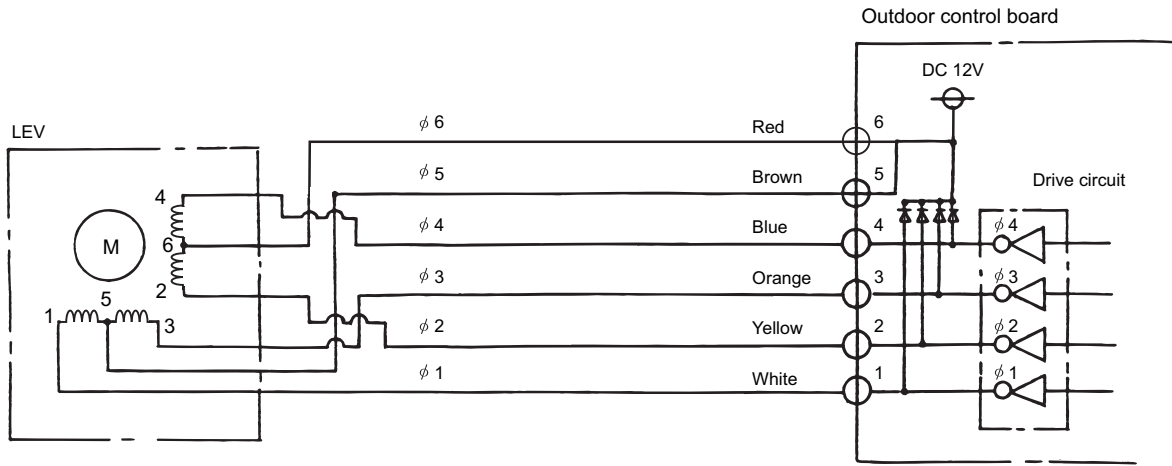 Outdoor control board
DC 12V
LEV
ϕ 6 Red 6
ϕ 5 Brown 5
Drive circuit
4
ϕ 4 Blue 4 ϕ 4
M
6
ϕ 3 Orange 3 ϕ 3
2
5
1 3
ϕ 2 Yellow 2 ϕ 2
ϕ 1 White 1 ϕ 1